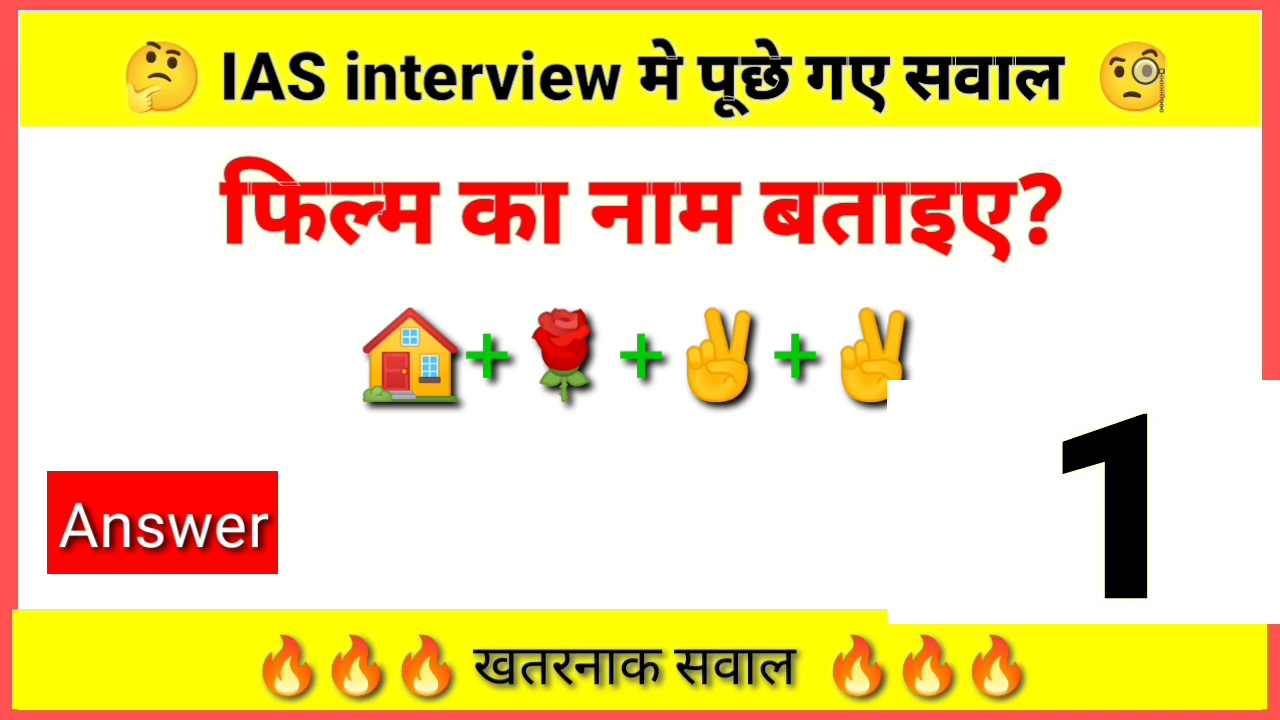 🤔 IAS interview मे पूछे गए सवाल 🧐
फिल्म का नाम बताइए?
🏠+🌹+✌+✌
1
Answer
🔥🔥🔥 खतरनाक सवाल 🔥🔥🔥